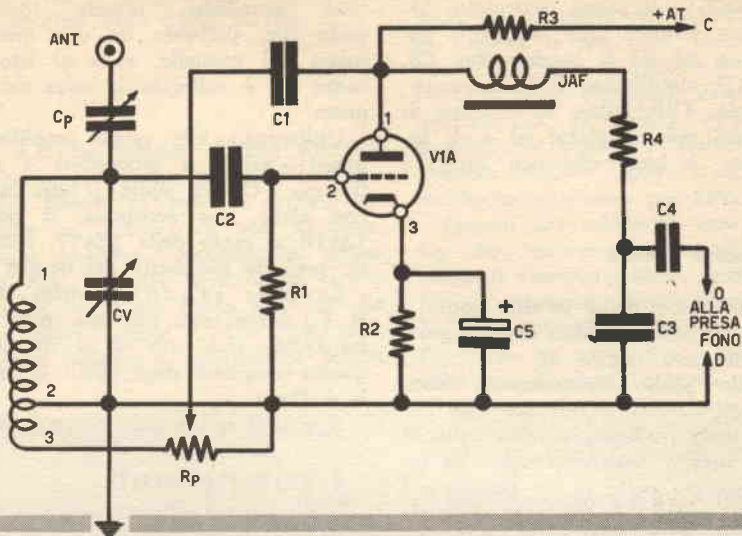 ANT.
Cp
C1
R3
+AT
C
JAF
1
V1A
C2
2
3
R4
C4
1
CV
R1
R2
+
C5
C3
O
ALLA
PRESA
FONO
D
2
3
Rp